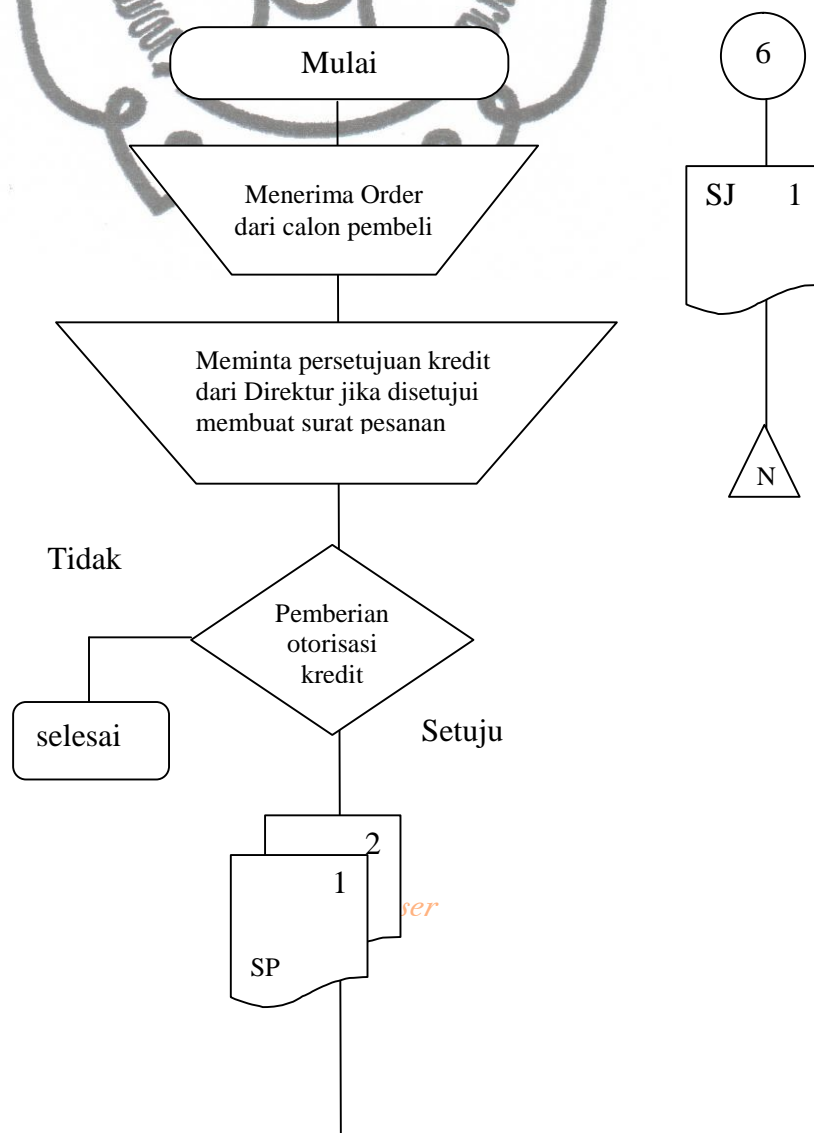 Mulai
Menerima Order
dari calon pembeli
Meminta persetujuan kredit
dari Direktur jika disetujui
membuat surat pesanan
Tidak
Pemberian
otorisasi
kredit
selesai
Setuju
2
1
SP
6
SJ 1
N